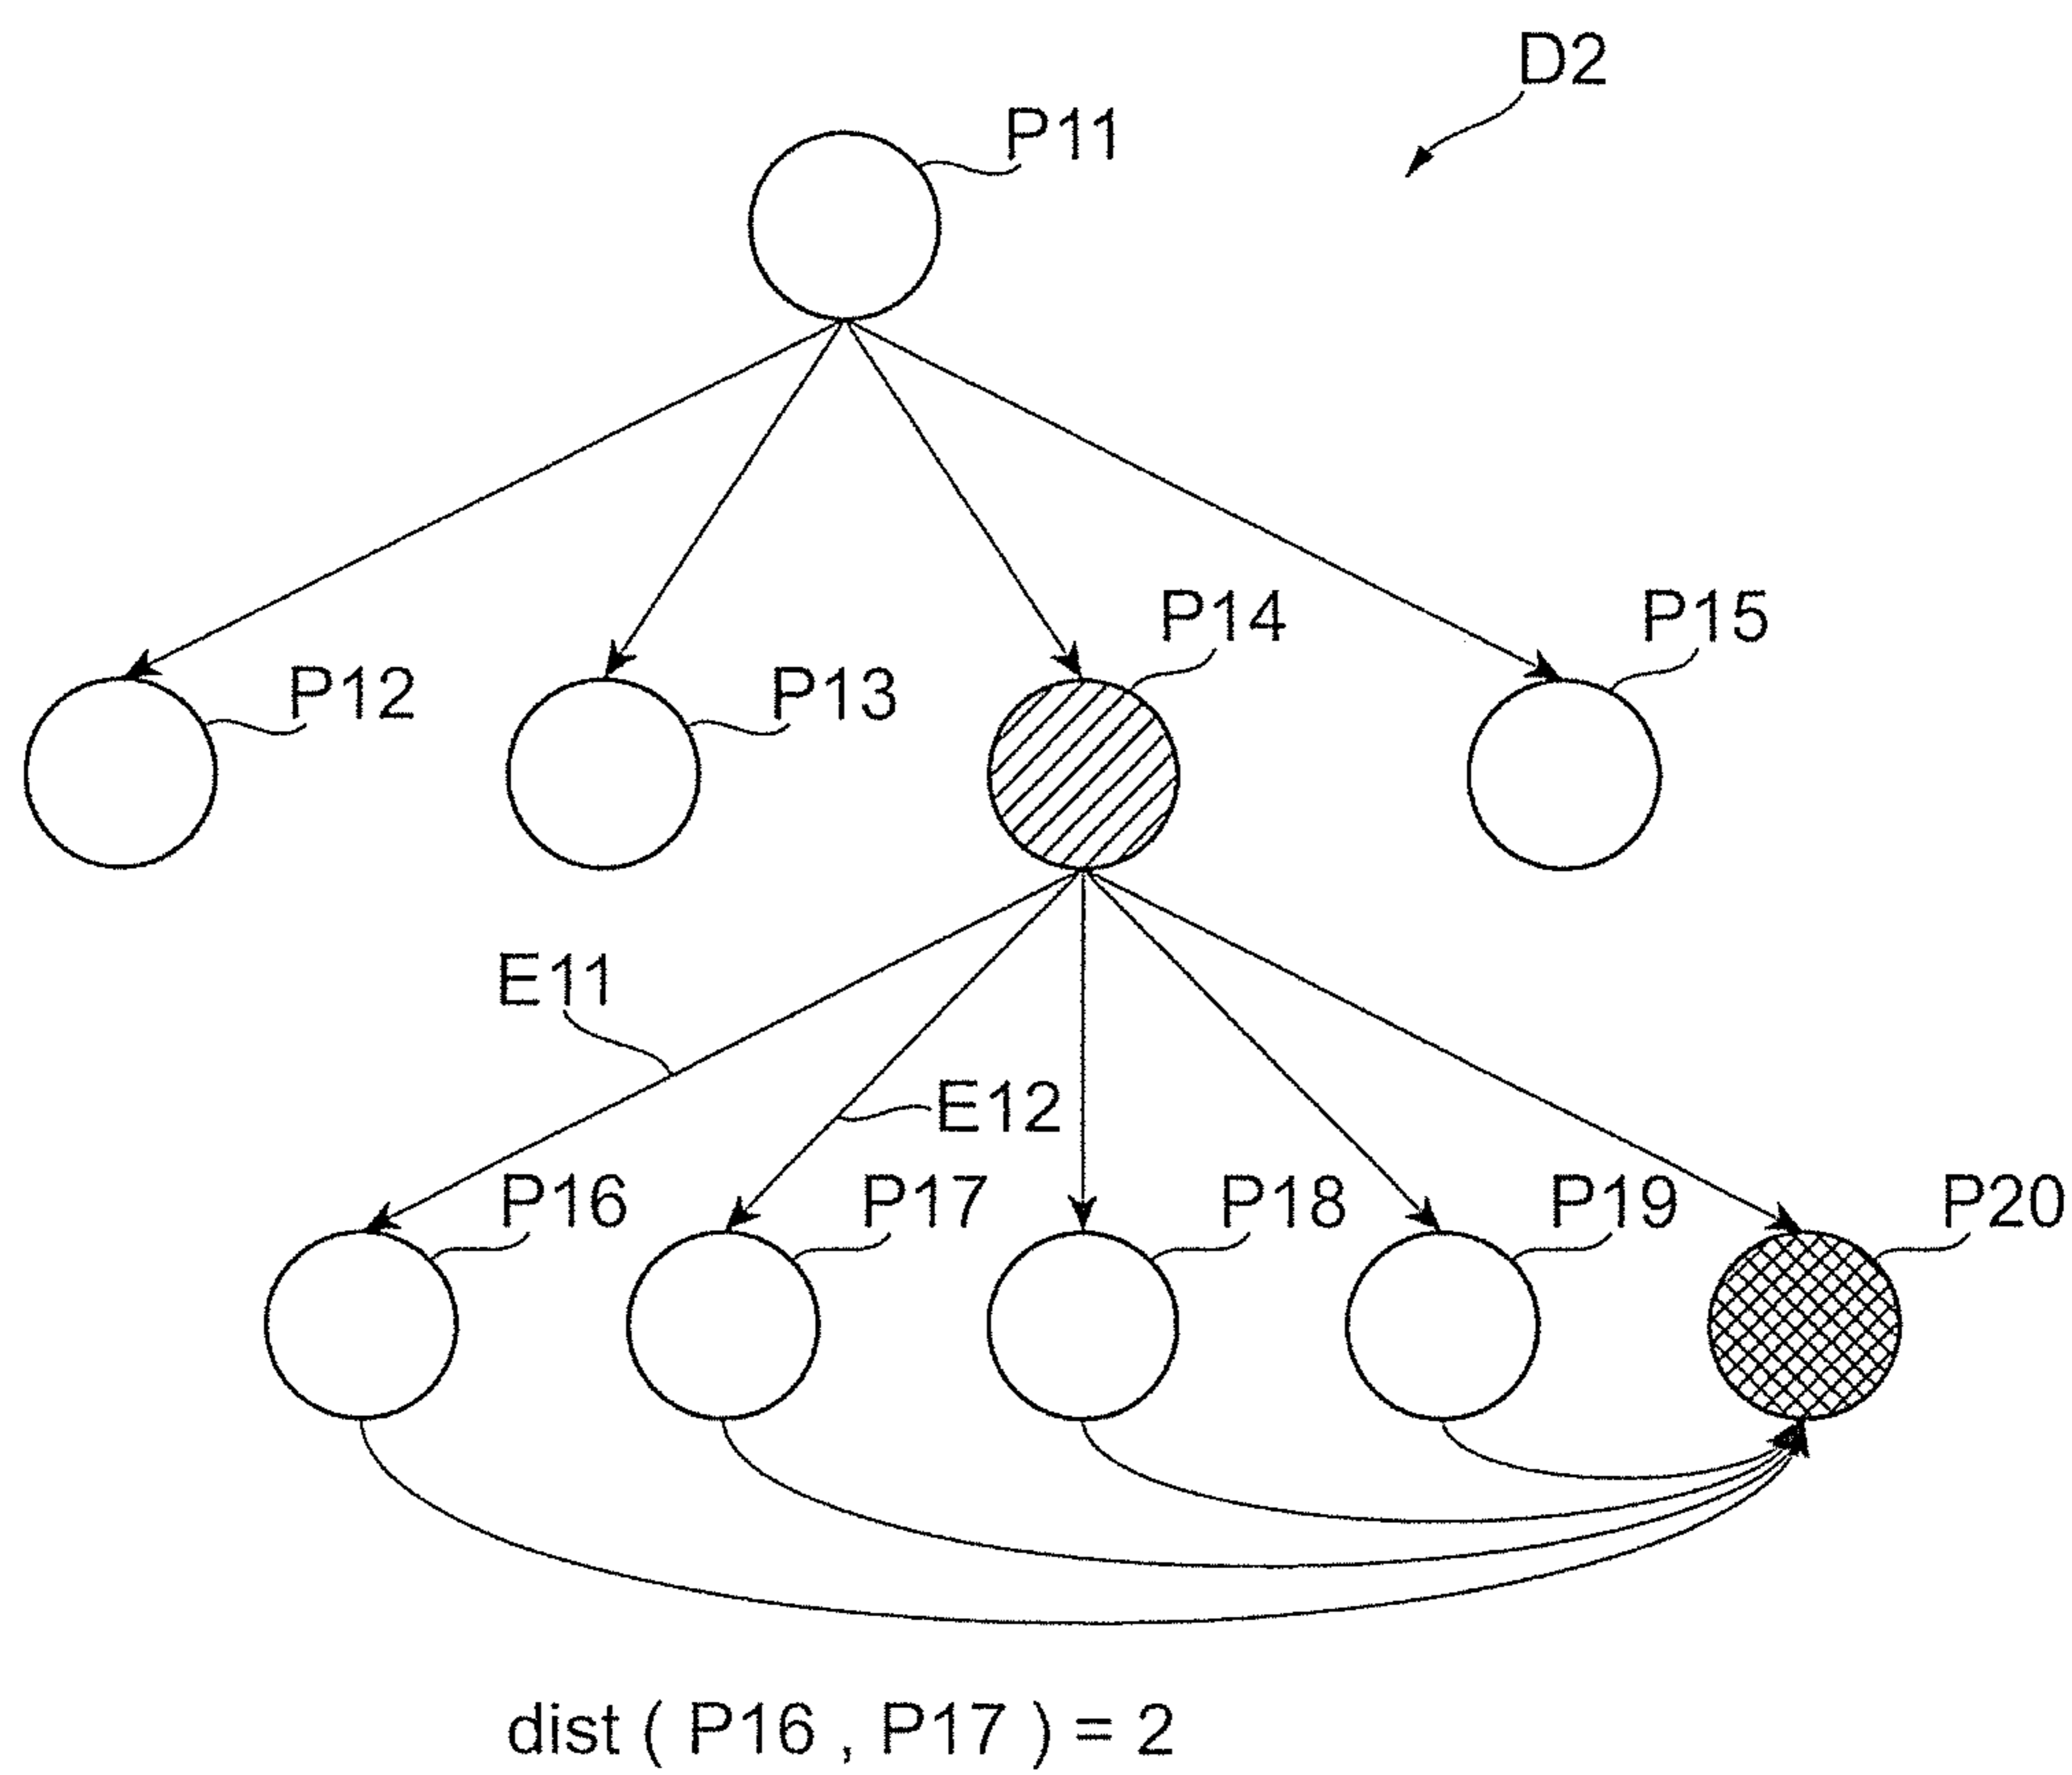 D2
P11
P14
P15
P12
P13
E11
E12
P16
P17
P18
P19
P20
dist ( P16 , P17 ) = 2